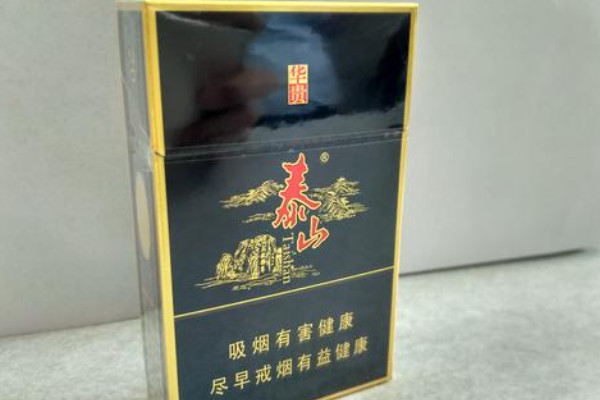 华贵
泰山®
Taishan
吸烟有害健康
尽早戒烟有益健康